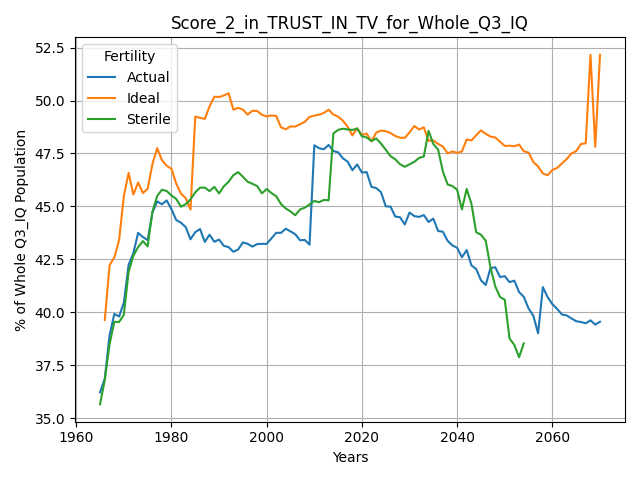 Score_2_in_TRUST_IN_TV_for_Whole_Q3_IQ
% of Whole Q3_IQ Population
52.5
50.0
47.5
45.0
42.5
40.0
37.5
35.0
Fertility
Actual
Ideal
Sterile
1960
1980
2000
2020
2040
2060
Years